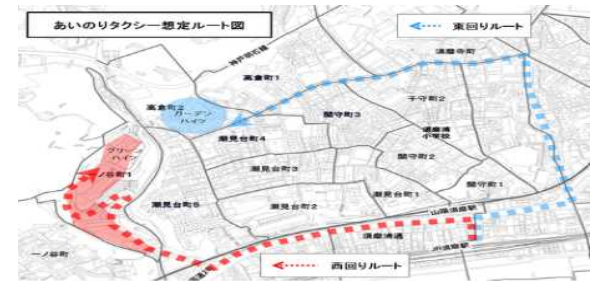 あいのりタクシー想定ルート図
東回りルート
須磨寺町
神戸明石線
高倉町1
高倉町2
ガーデン
ハイツ
千守町2
関守町3
潮見台町4
須磨浦
小学校
グリーン
ハイツ
関守町2
一ノ谷町1
関守町1
潮見台町1
潮見台町5
潮見台町2
山陽須磨駅
須磨浦通
JR須磨駅
一ノ谷町
西回りルート